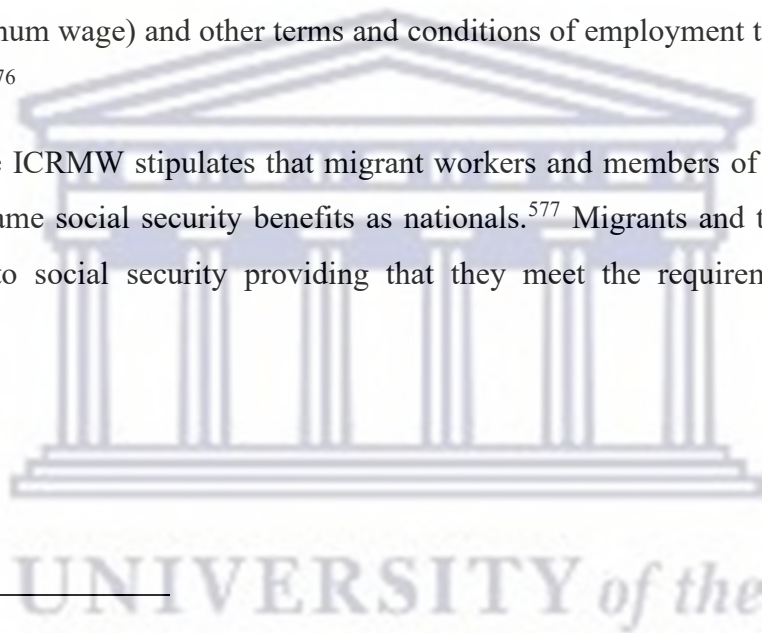 num wage) and other terms and conditions of employment t
76
e ICRMW stipulates that migrant workers and members of
ame social security benefits as nationals.577 Migrants and t
to social security providing that they meet the requiren
UNIVERSITY of the